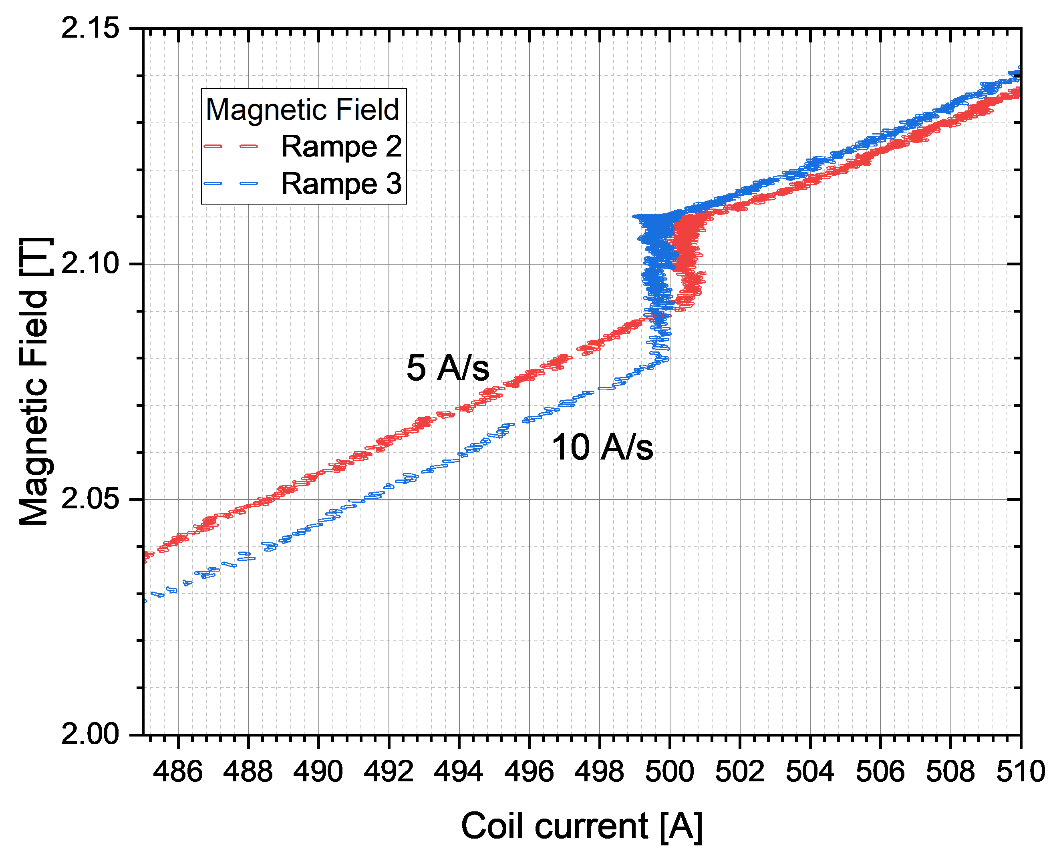 2.15
2.10
2.05
2.00
Magnetic Field [T]
Magnetic Field
Rampe 2
Rampe 3
5 A/s
10 A/s
486 488 490 492 494 496 498 500 502 504 506 508 510
Coil current [A]